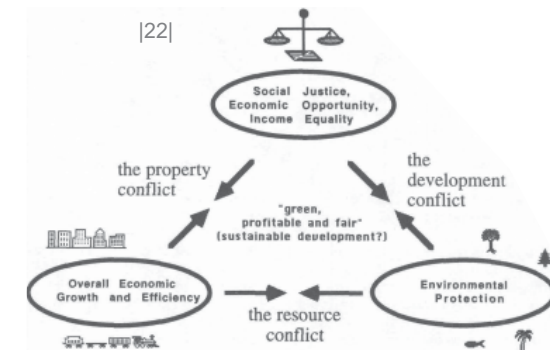 |22|
Social Justice,
Economic Opportunity,
Income Equality
the property
conflict
the
development
conflict
"green,
profitable and fair"
(sustainable development?)
Overall Economic
Growth and Efficiency
Environmental
Protection
the resource
conflict